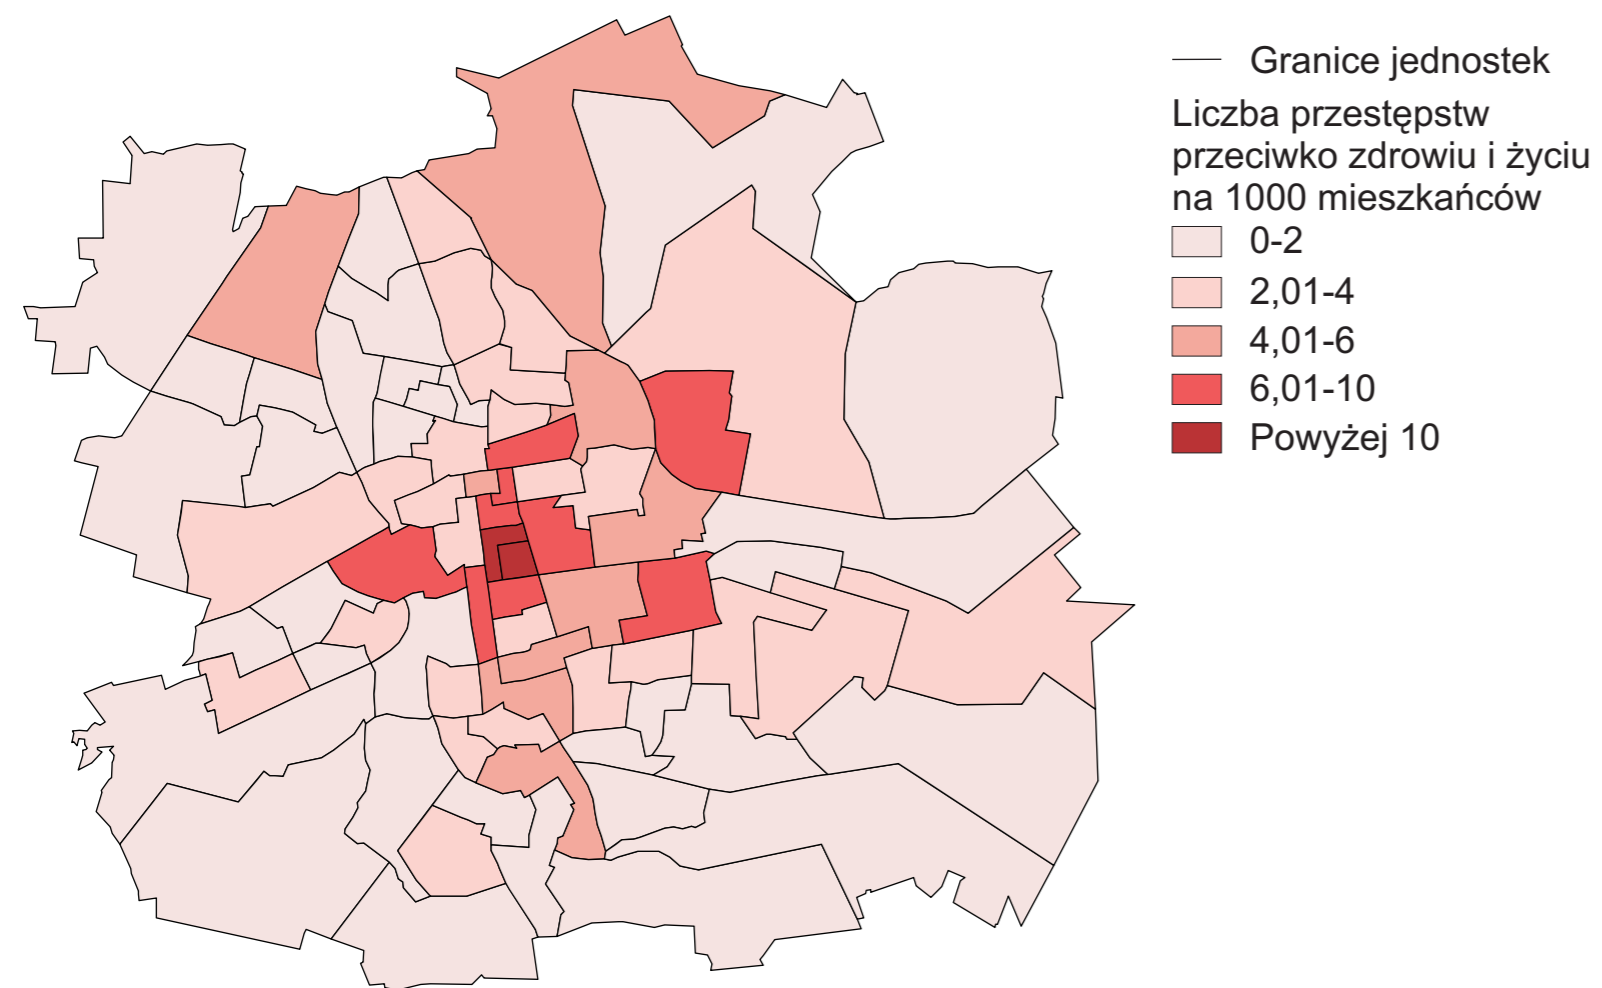 Granice jednostek
Liczba przestępstw
przeciwko zdrowiu i życiu
na 1000 mieszkańców
0-2
2,01-4
4,01-6
6,01-10
Powyżej 10